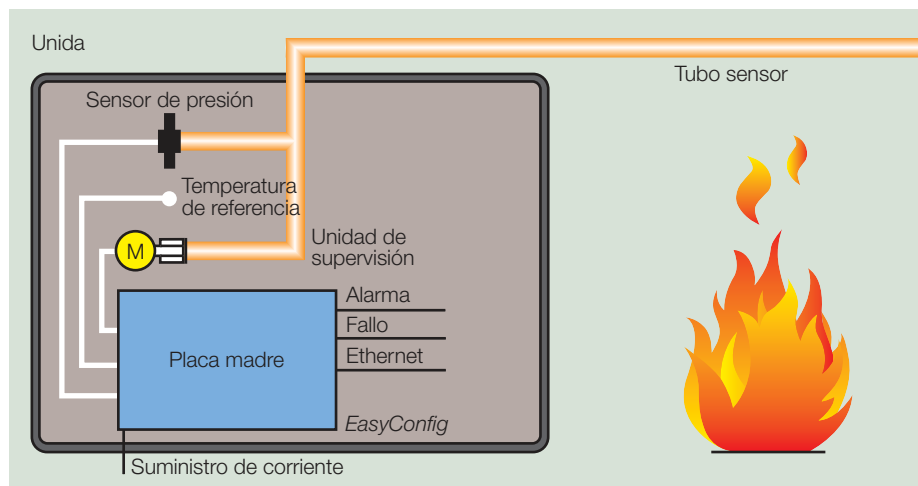 Unida
Tubo sensor
Sensor de presión
Temperatura
de referencia
M
Unidad de
supervisión
Alarma
Fallo
Ethernet
Placa madre
EasyConfig
Suministro de corriente